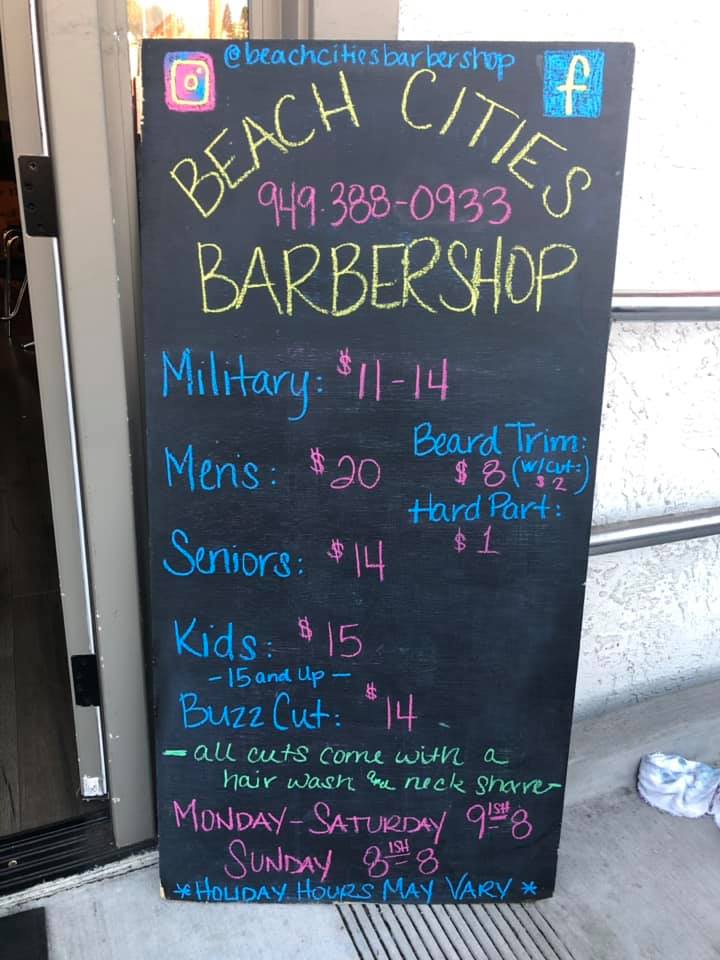 @beachcitiesbarbershop
f
BEACH CITIES
949.388-0933
BARBERSHOP
Military: $11-14
Beard Trim:
Men's: $20
$8 (w/cut: $2)
Hard Part:
$1
Seniors: $14
Kids: $15
- 15 and up -
Buzz Cut: $14
- all cuts come with a
hair wash and neck shave -
MONDAY - SATURDAY 9ISH-8
SUNDAY 8ISH-8
* HOLIDAY HOURS MAY VARY *